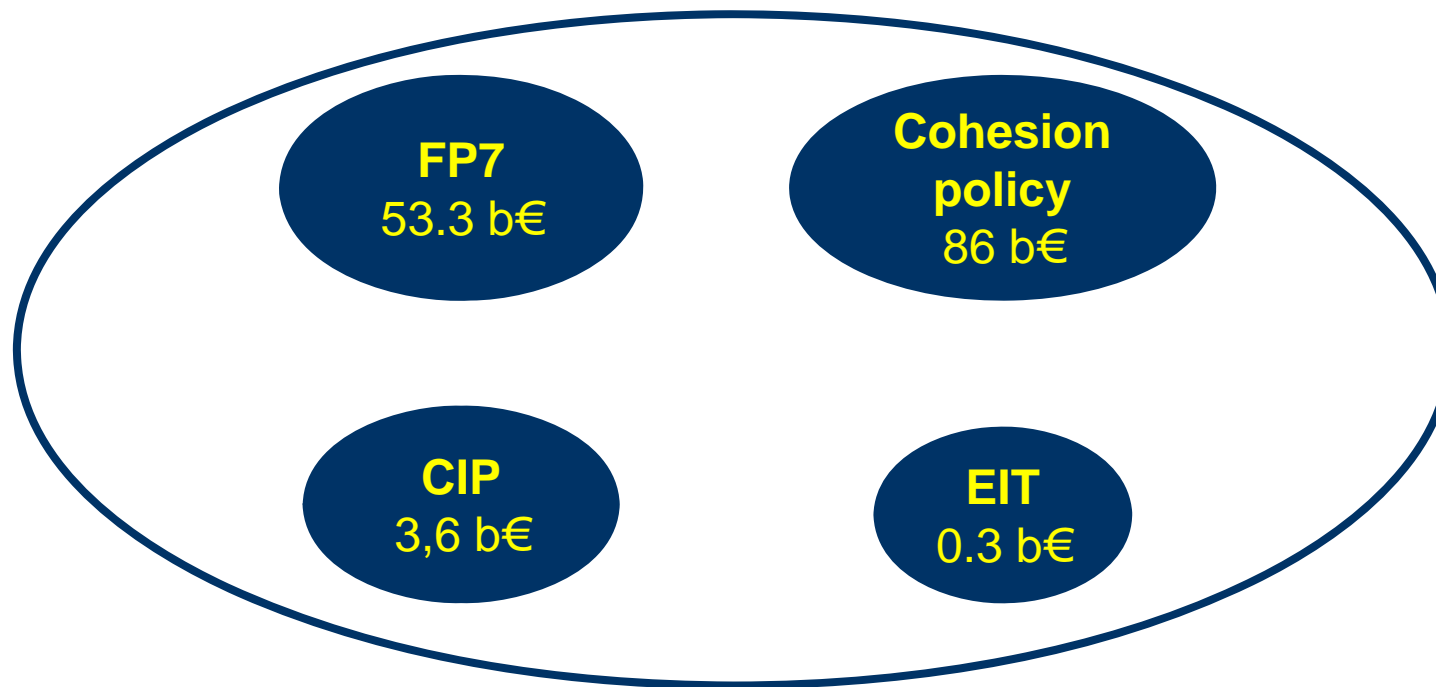 FP7
53.3 b€
Cohesion
policy
86 b€
CIP
3,6 b€
EIT
0.3 b€